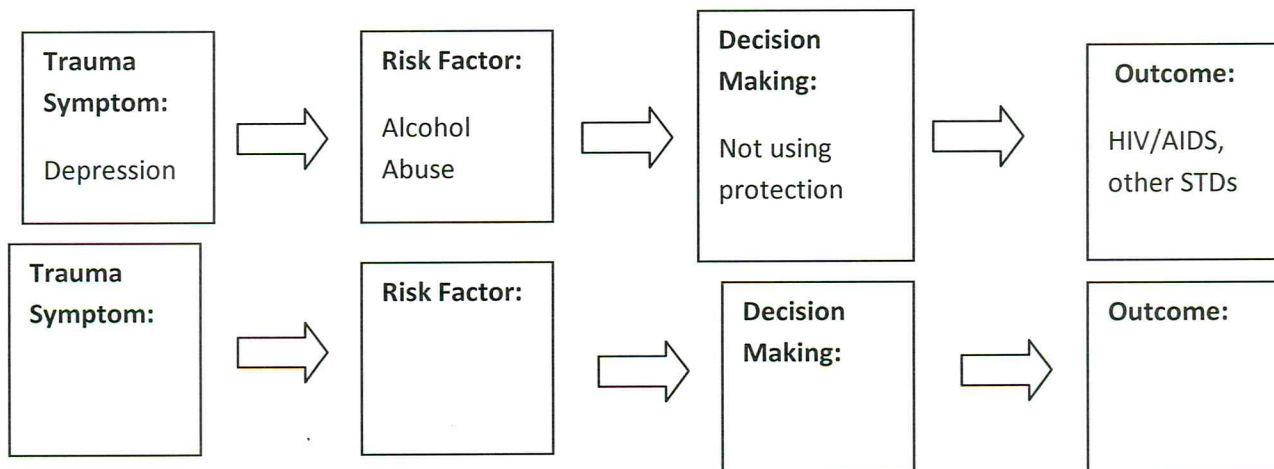 Trauma
Symptom:
Depression
Risk Factor:
Alcohol
Abuse
Decision
Making:
Not using
protection
Outcome:
HIV/AIDS,
other STDs
Trauma
Symptom:
Risk Factor:
Decision
Making:
Outcome: